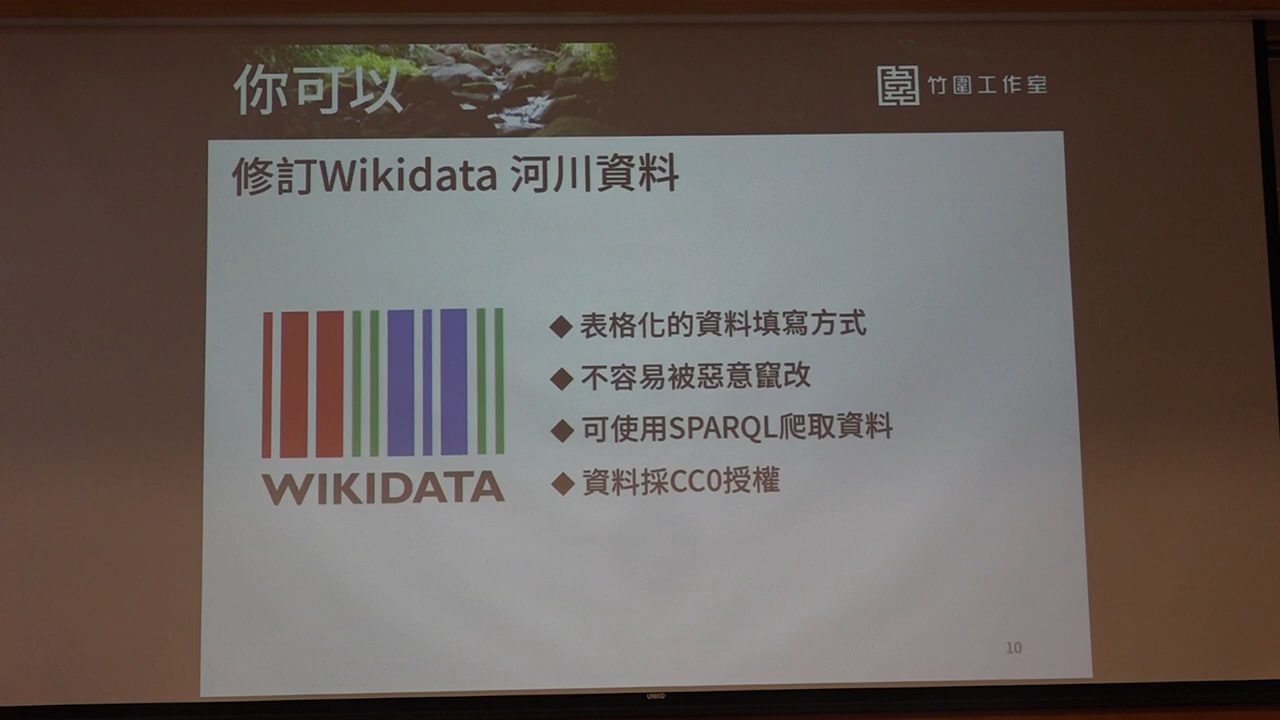 你可以
竹圍工作室
修訂Wikidata 河川資料
◆ 表格化的資料填寫方式
◆ 不容易被惡意竄改
◆ 可使用SPARQL爬取資料
◆ 資料採CC0授權
WIKIDATA
10